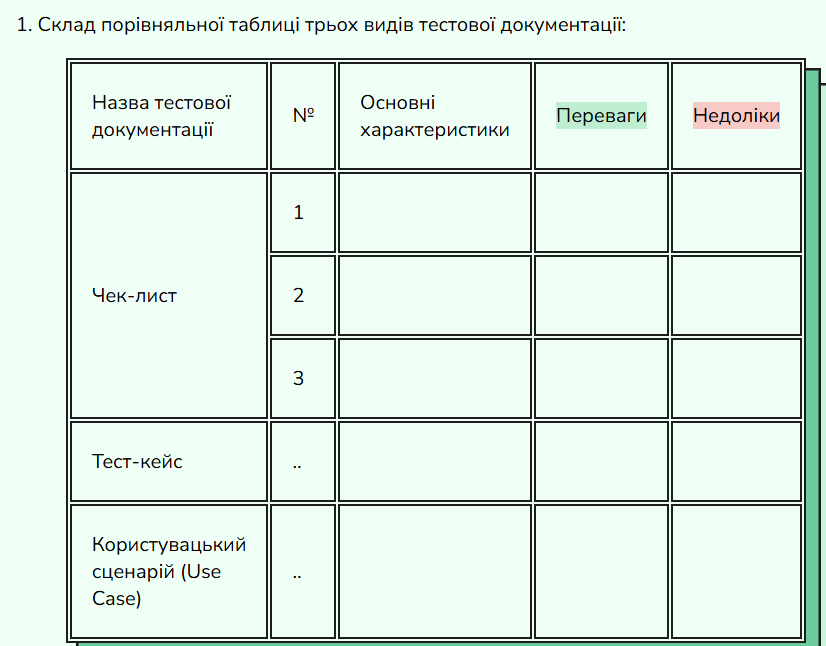 1. Склад порівняльної таблиці трьох видів тестової документації:
Назва тестової
документації
№
Основні
характеристики
Переваги
Недоліки
Чек-лист
1
2
3
Тест-кейс
..
Користувацький
сценарій (Use
Case)
..